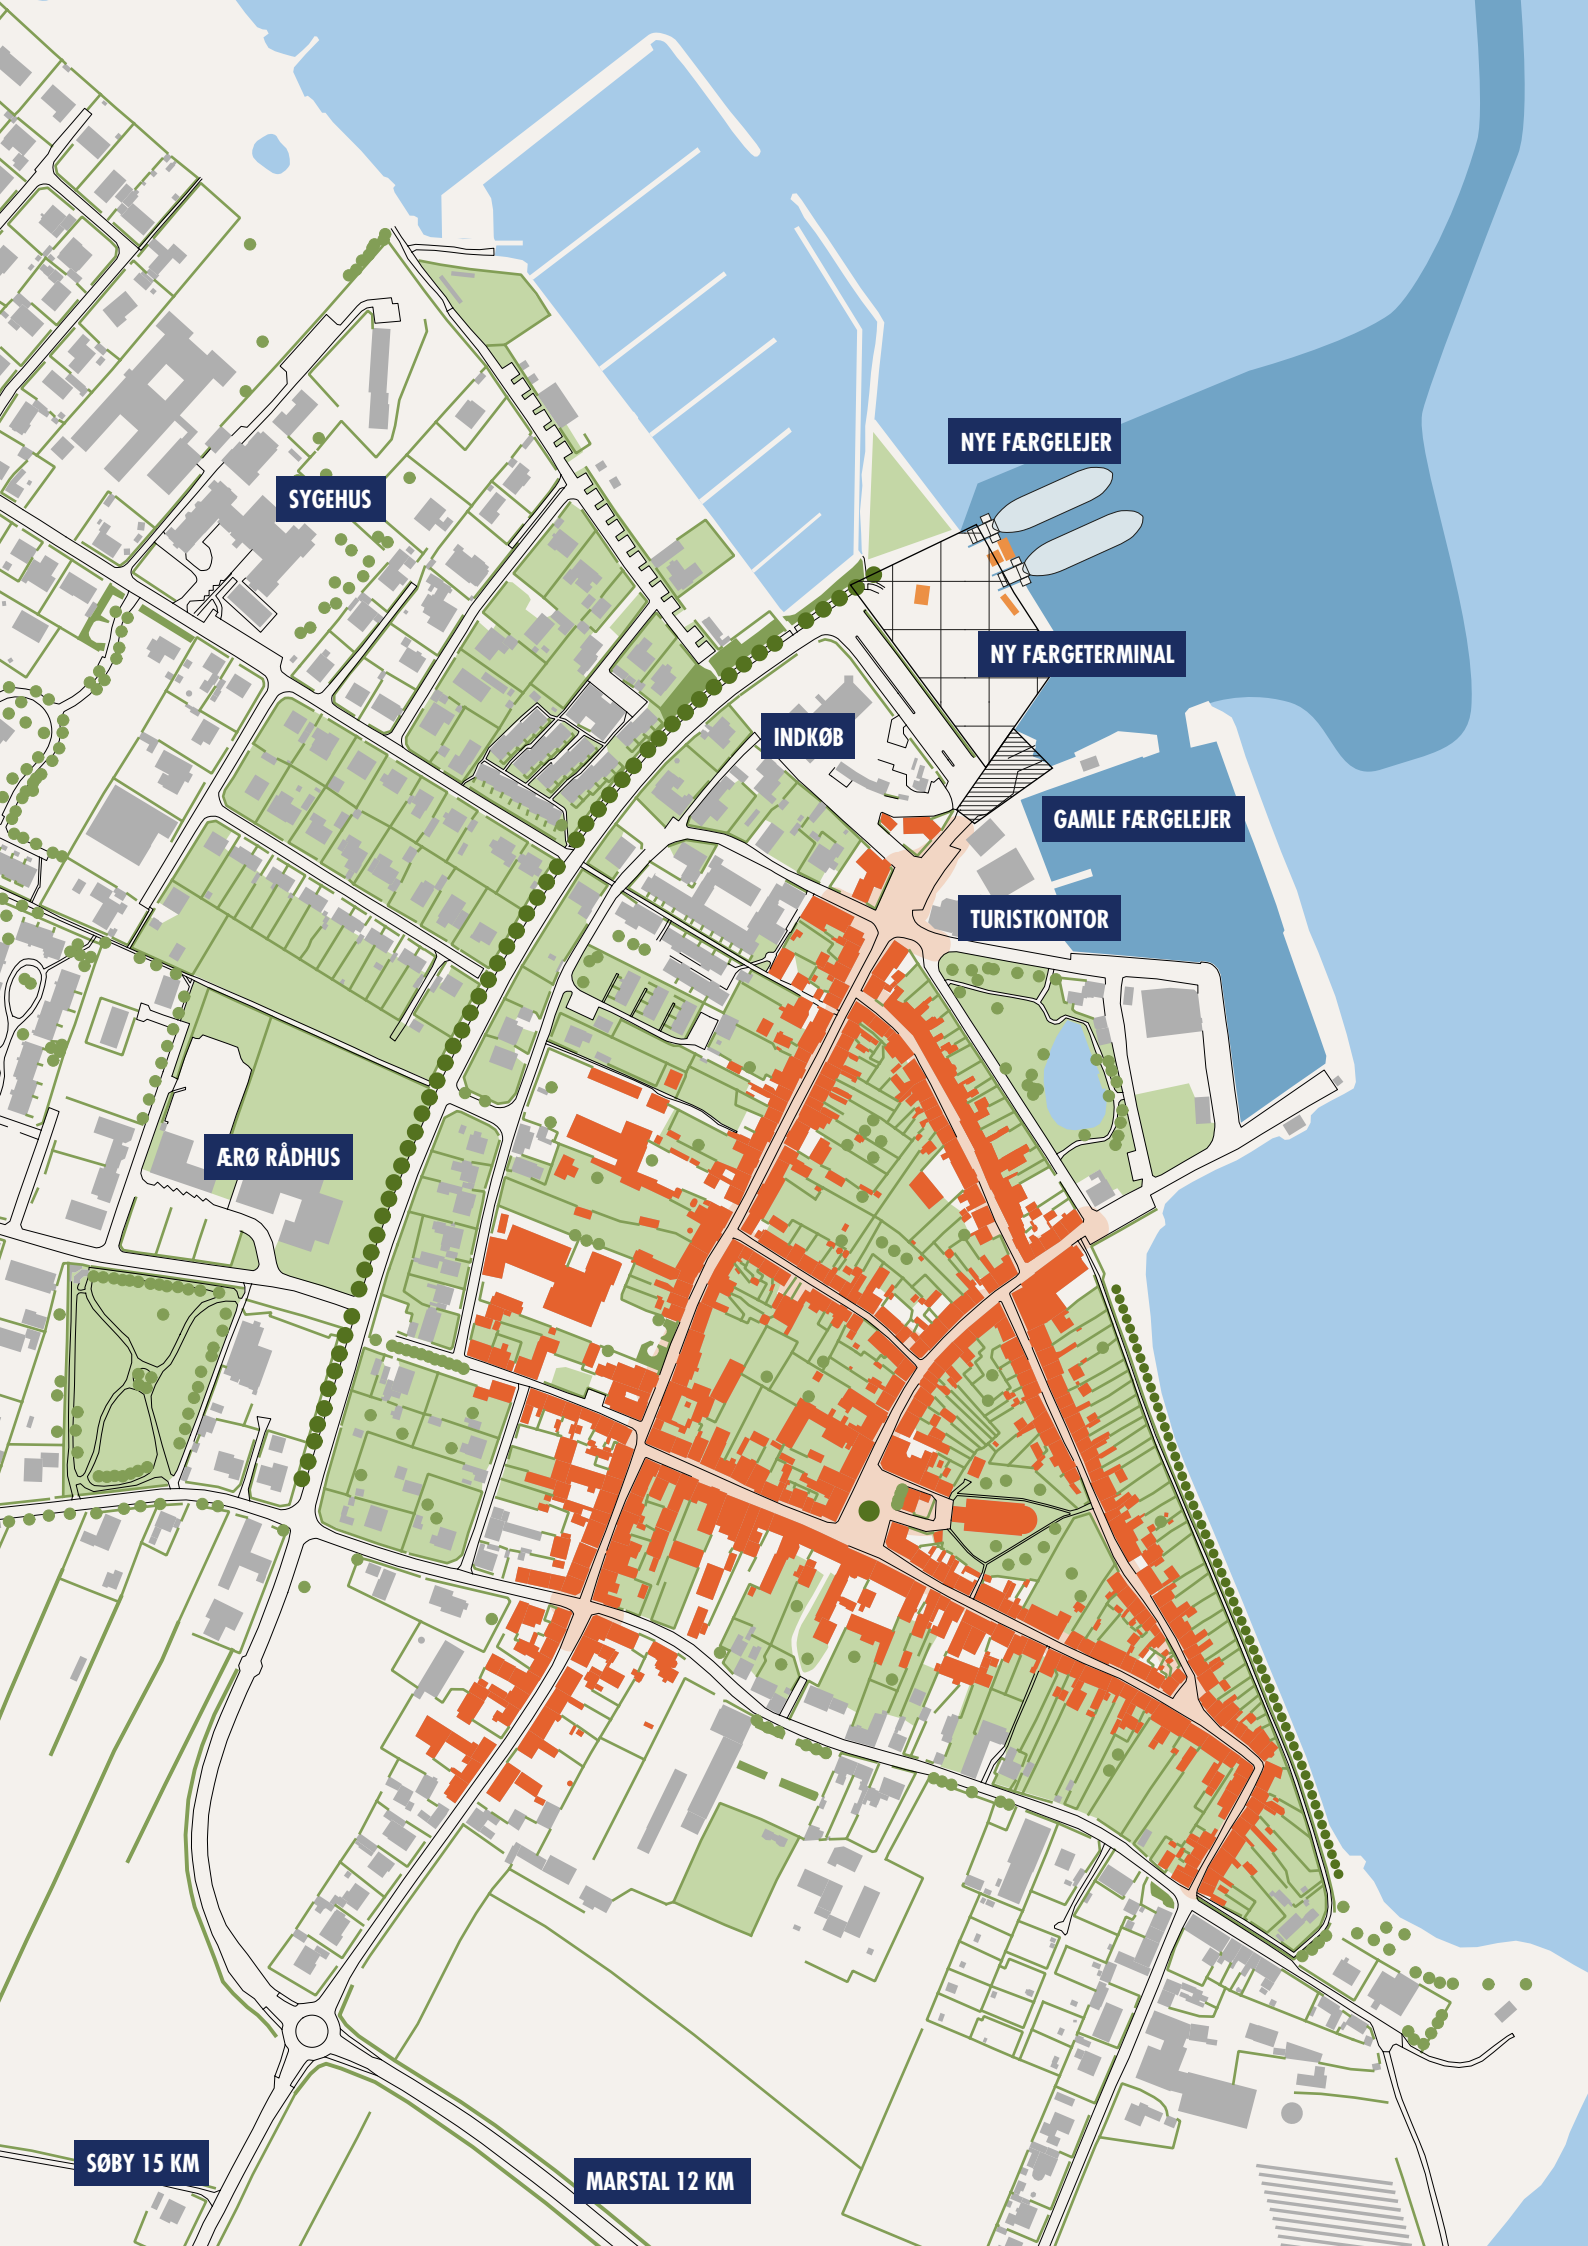 NYE FÆRGELEJER
SYGEHUS
NY FÆRGETERMINAL
INDKØB
GAMLE FÆRGELEJER
TURISTKONTOR
ÆRØ RÅDHUS
SØBY 15 KM
MARSTAL 12 KM